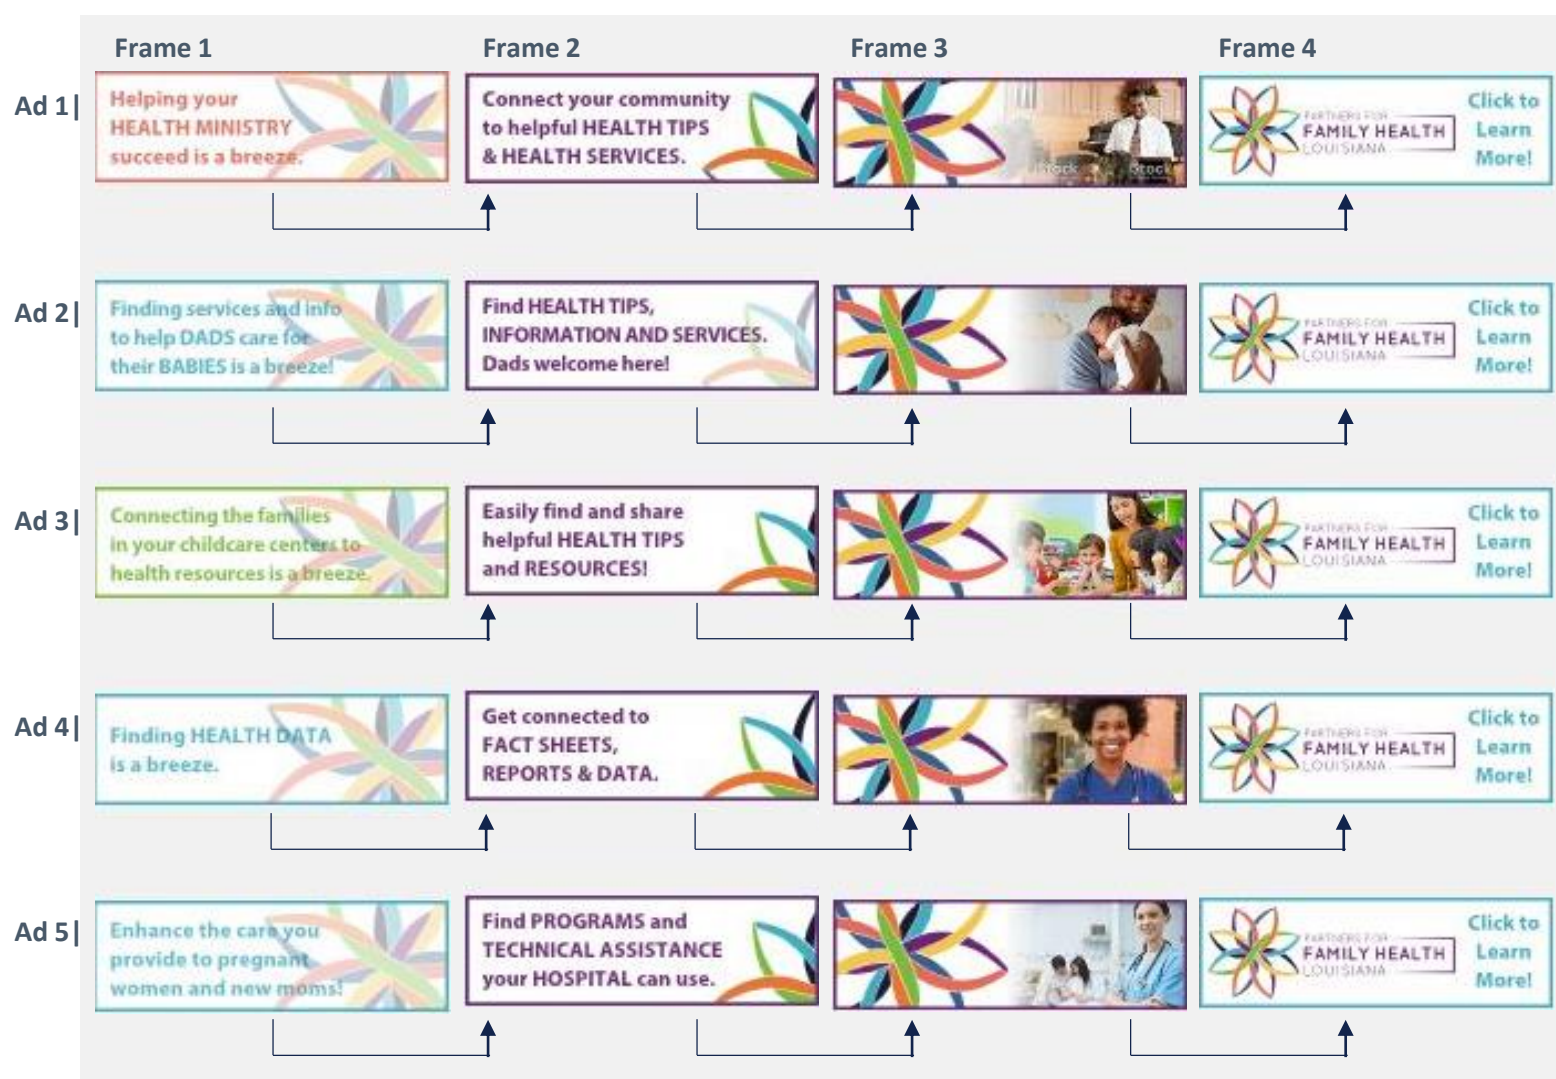 Frame 1
Frame 2
Frame 3
Frame 4
Ad 1|
Helping your
HEALTH MINISTRY
succeed is a breeze.
Connect your community
to helpful HEALTH TIPS
& HEALTH SERVICES.
iStock
iStock
PARTNERS FOR
FAMILY HEALTH
LOUISIANA
Click to
Learn
More!
Ad 2|
Finding services and info
to help DADS care for
their BABIES is a breeze!
Find HEALTH TIPS,
INFORMATION AND SERVICES.
Dads welcome here!
PARTNERS FOR
FAMILY HEALTH
LOUISIANA
Click to
Learn
More!
Ad 3|
Connecting the families
in your childcare centers to
health resources is a breeze.
Easily find and share
helpful HEALTH TIPS
and RESOURCES!
PARTNERS FOR
FAMILY HEALTH
LOUISIANA
Click to
Learn
More!
Ad 4|
Finding HEALTH DATA
is a breeze.
Get connected to
FACT SHEETS,
REPORTS & DATA.
PARTNERS FOR
FAMILY HEALTH
LOUISIANA
Click to
Learn
More!
Ad 5|
Enhance the care you
provide to pregnant
women and new moms!
Find PROGRAMS and
TECHNICAL ASSISTANCE
your HOSPITAL can use.
PARTNERS FOR
FAMILY HEALTH
LOUISIANA
Click to
Learn
More!